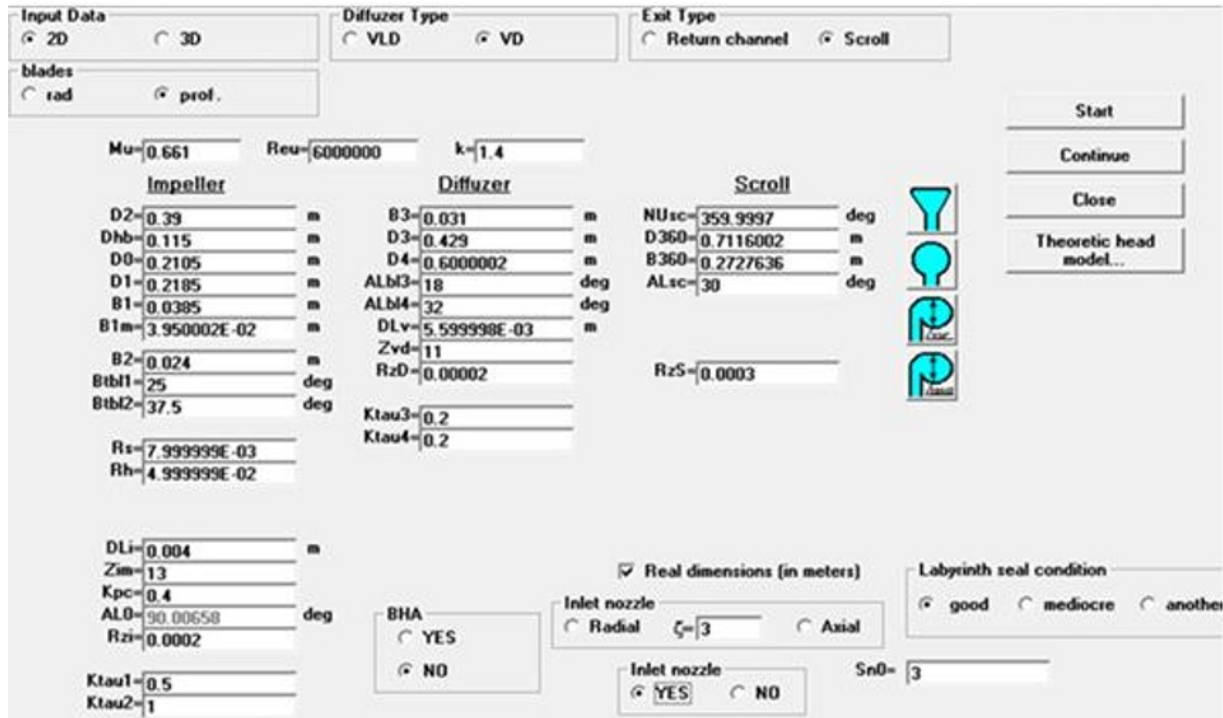 Input Data Diffuzer Type Exit Type
2D 3D VLD VD Return channel Scroll
blades
rad prof.
Start
Mu= 0.661 Reu= 6000000 k= 1.4
Continue
Impeller Diffuzer Scroll
Close
D2= 0.39 m B3= 0.031 m NUsc= 359.9997 deg
Dhb= 0.115 m D3= 0.429 m D360= 0.7116002 m
Theoretic head
model...
D0= 0.2105 m D4= 0.6000002 m B360= 0.2727636 m
D1= 0.2185 m ALbl3= 18 deg ALsc= 30 deg
B1= 0.0385 m ALbl4= 32 deg
B1m= 3.950002E-02 m DLv= 5.599998E-03 m
Zvd= 11
B2= 0.024 m RzD= 0.00002 RzS= 0.0003
Btbl1= 25 deg
Btbl2= 37.5 deg Ktau3= 0.2
Ktau4= 0.2
Rs= 7.999999E-03
Rh= 4.999999E-02
DLi= 0.004 m
Zim= 13 Real dimensions (in meters) Labyrinth seal condition
Kpc= 0.4 good mediocre another
AL0= 90.00658 deg BHA Inlet nozzle
Rzi= 0.0002 YES Radial ζ= 3 Axial
NO Inlet nozzle Sn0= 3
Ktau1= 0.5 YES NO
Ktau2= 1